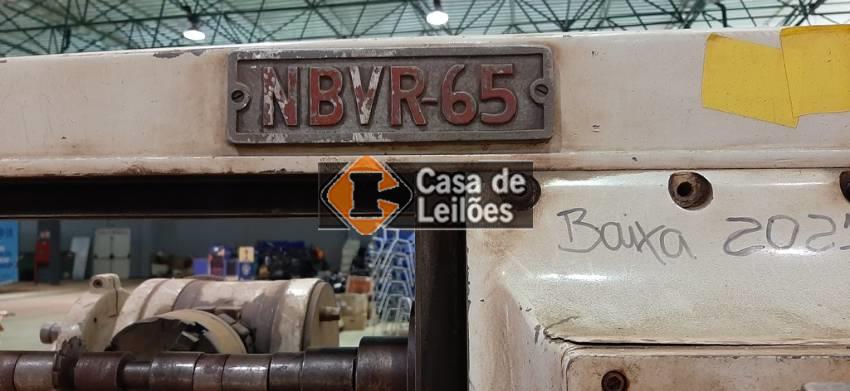 NBVR-65
Casa de
Leilões
Baixa 202